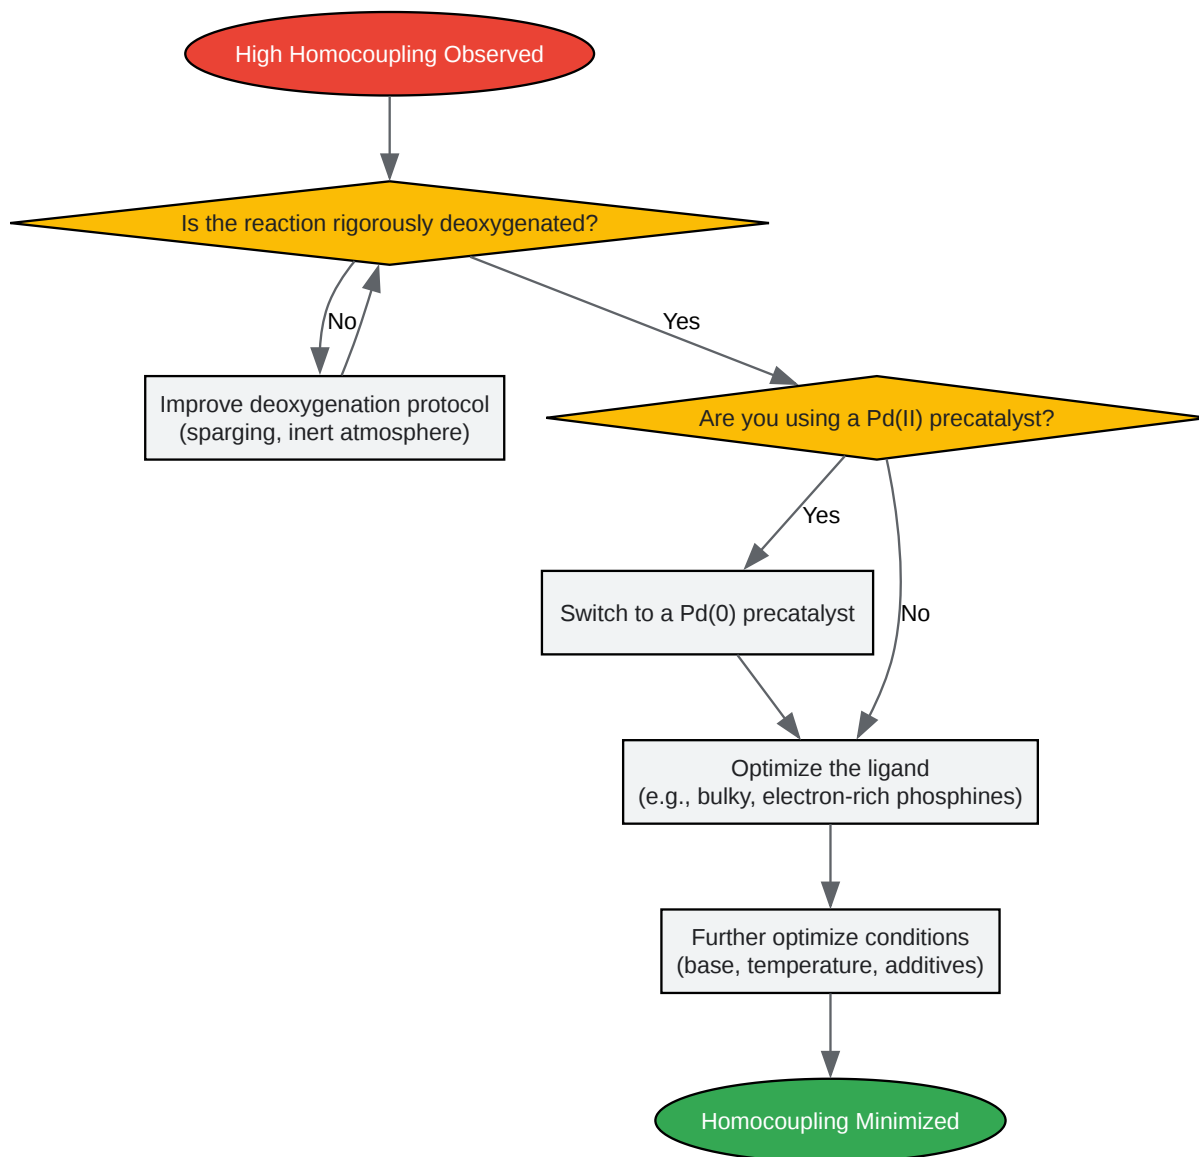 High Homocoupling Observed
Is the reaction rigorously deoxygenated?
No
Yes
Improve deoxygenation protocol
(sparging, inert atmosphere)
Are you using a Pd(II) precatalyst?
Yes
Switch to a Pd(0) precatalyst
No
Optimize the ligand
(e.g., bulky, electron-rich phosphines)
Further optimize conditions
(base, temperature, additives)
Homocoupling Minimized